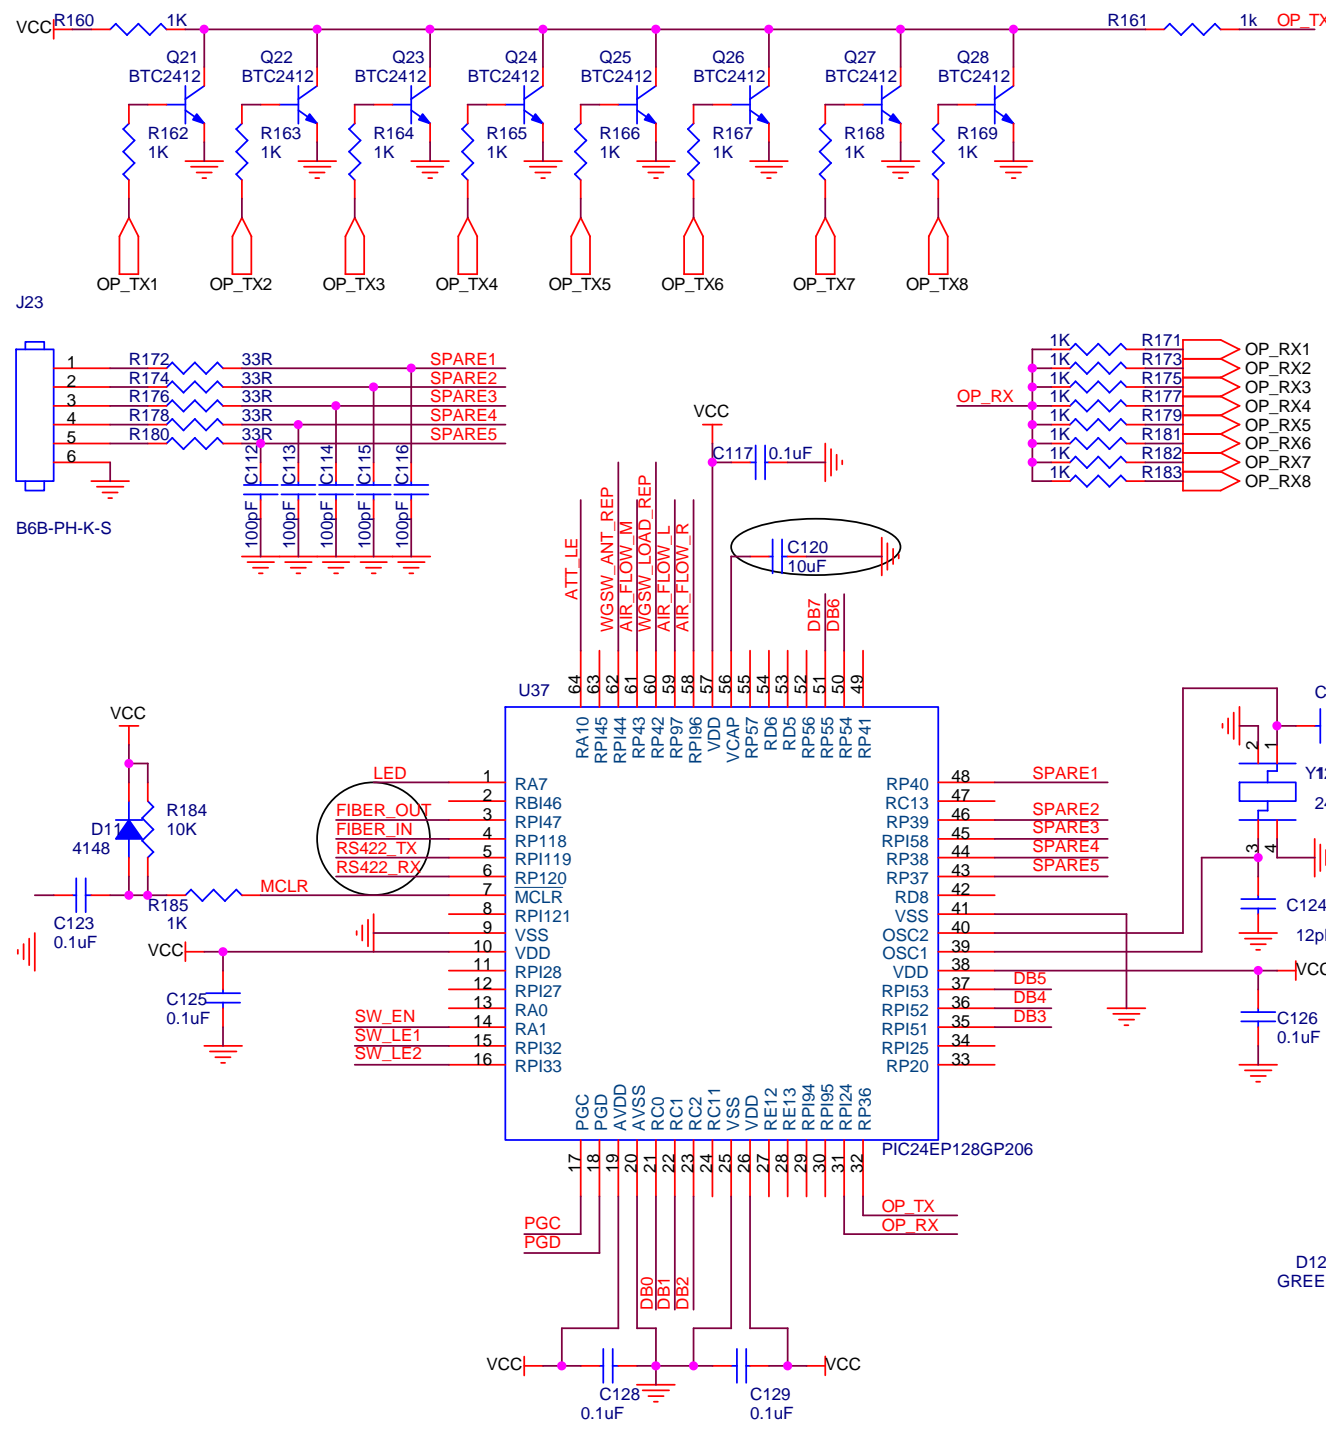 VCC R160 1K R161 1k OP_TX
Q21 Q22 Q23 Q24 Q25 Q26 Q27 Q28
BTC2412 BTC2412 BTC2412 BTC2412 BTC2412 BTC2412 BTC2412 BTC2412
R162 R163 R164 R165 R166 R167 R168 R169
1K 1K 1K 1K 1K 1K 1K 1K
OP_TX1 OP_TX2 OP_TX3 OP_TX4 OP_TX5 OP_TX6 OP_TX7 OP_TX8
J23
1 R172 33R SPARE1
2 R174 33R SPARE2
3 R176 33R SPARE3
4 R178 33R SPARE4
5 R180 33R SPARE5
6
C112 C113 C114 C115 C116
100pF 100pF 100pF 100pF 100pF
B6B-PH-K-S
1K R171 OP_RX1
1K R173 OP_RX2
1K R175 OP_RX3
OP_RX 1K R177 OP_RX4
1K R179 OP_RX5
1K R181 OP_RX6
1K R182 OP_RX7
1K R183 OP_RX8
VCC
C117 0.1uF
C120
10uF
ATT_LE WGSW_ANT_REP AIR_FLOW_M WGSW_LOAD_REP AIR_FLOW_L AIR_FLOW_R DB7 DB6
U37
64 63 62 61 60 59 58 57 56 55 54 53 52 51 50 49
RA10 RPI45 RPI44 RP43 RP42 RP97 RPI96 VDD VCAP RP57 RD6 RD5 RP56 RP55 RP54 RP41
VCC
R184
10K
D11
4148
C123
0.1uF
R185
1K
MCLR
VCC
C125
0.1uF
LED 1 RA7
2 RBI46
FIBER_OUT 3 RPI47
FIBER_IN 4 RP118
RS422_TX 5 RPI119
RS422_RX 6 RP120
7 MCLR
8 RPI121
9 VSS
10 VDD
11 RPI28
12 RPI27
13 RA0
SW_EN 14 RA1
SW_LE1 15 RPI32
SW_LE2 16 RPI33
RP40 48 SPARE1
RC13 47
RP39 46 SPARE2
RPI58 45 SPARE3
RP38 44 SPARE4
RP37 43 SPARE5
RD8 42
VSS 41
OSC2 40
OSC1 39
VDD 38
RPI53 37 DB5
RPI52 36 DB4
RPI51 35 DB3
RPI25 34
RP20 33
2 1
3 4
C124
VCC
C126
0.1uF
PGC PGD AVDD AVSS RC0 RC1 RC2 RC11 VSS VDD RE12 RE13 RPI94 RPI95 RPI24 RP36
17 18 19 20 21 22 23 24 25 26 27 28 29 30 31 32
PIC24EP128GP206
PGC
PGD
OP_TX
OP_RX
DB0 DB1 DB2
D12
GREE
VCC C128 C129 VCC
0.1uF 0.1uF